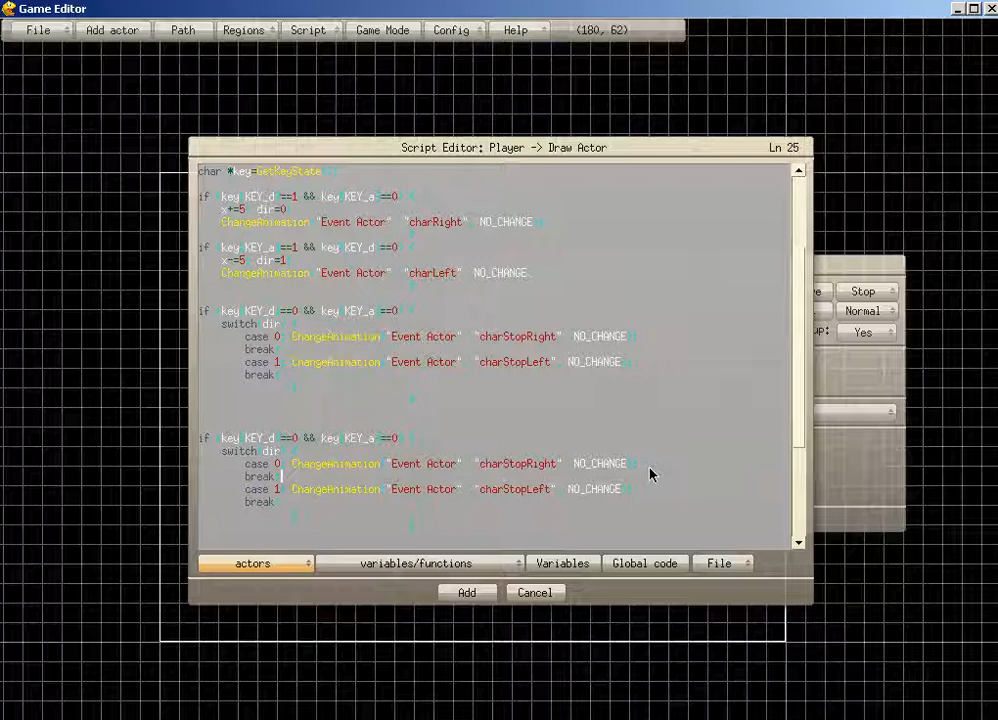 Game Editor
File Add actor Path Regions Script Game Mode Config Help (180, 62)
Script Editor: Player -> Draw Actor Ln 25
char *key=GetKeyState();
if (key[KEY_d]==1 && key[KEY_a]==0) {
x+=5; dir=0;
ChangeAnimation("Event Actor", "charRight", NO_CHANGE);
}
if (key[KEY_a]==1 && key[KEY_d]==0) {
x-=5; dir=1;
ChangeAnimation("Event Actor", "charLeft", NO_CHANGE);
}
if (key[KEY_d]==0 && key[KEY_a]==0) {
switch(dir) {
case 0: ChangeAnimation("Event Actor", "charStopRight", NO_CHANGE);
break;
case 1: ChangeAnimation("Event Actor", "charStopLeft", NO_CHANGE);
break;
}
}
if (key[KEY_d]==0 && key[KEY_a]==0) {
switch(dir) {
case 0: ChangeAnimation("Event Actor", "charStopRight", NO_CHANGE);
break;
case 1: ChangeAnimation("Event Actor", "charStopLeft", NO_CHANGE);
break;
}
}
Stop
Normal
Yes
actors variables/functions Variables Global code File
Add Cancel